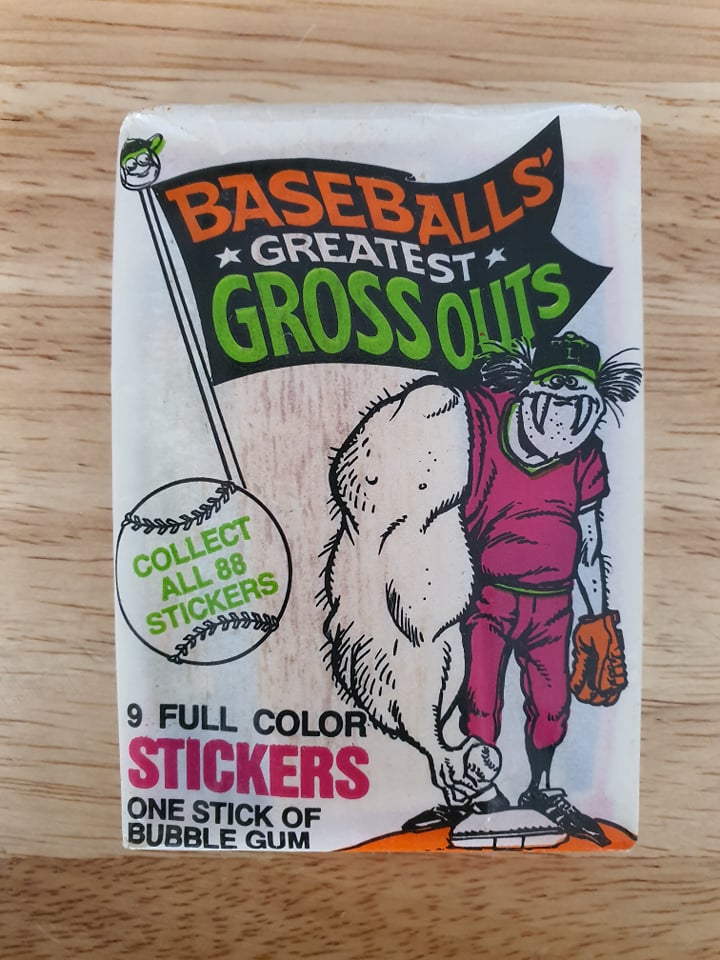 BASEBALLS'
GREATEST
GROSS OUTS
L
COLLECT
ALL 88
STICKERS
9 FULL COLOR
STICKERS
ONE STICK OF
BUBBLE GUM